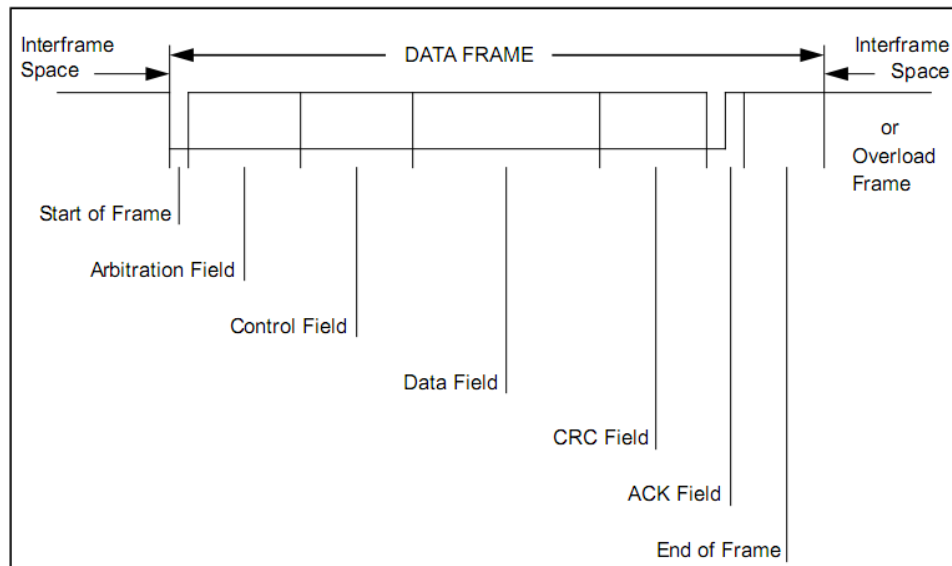 Interframe
Space
DATA FRAME
Interframe
Space
or
Overload
Frame
Start of Frame
Arbitration Field
Control Field
Data Field
CRC Field
ACK Field
End of Frame